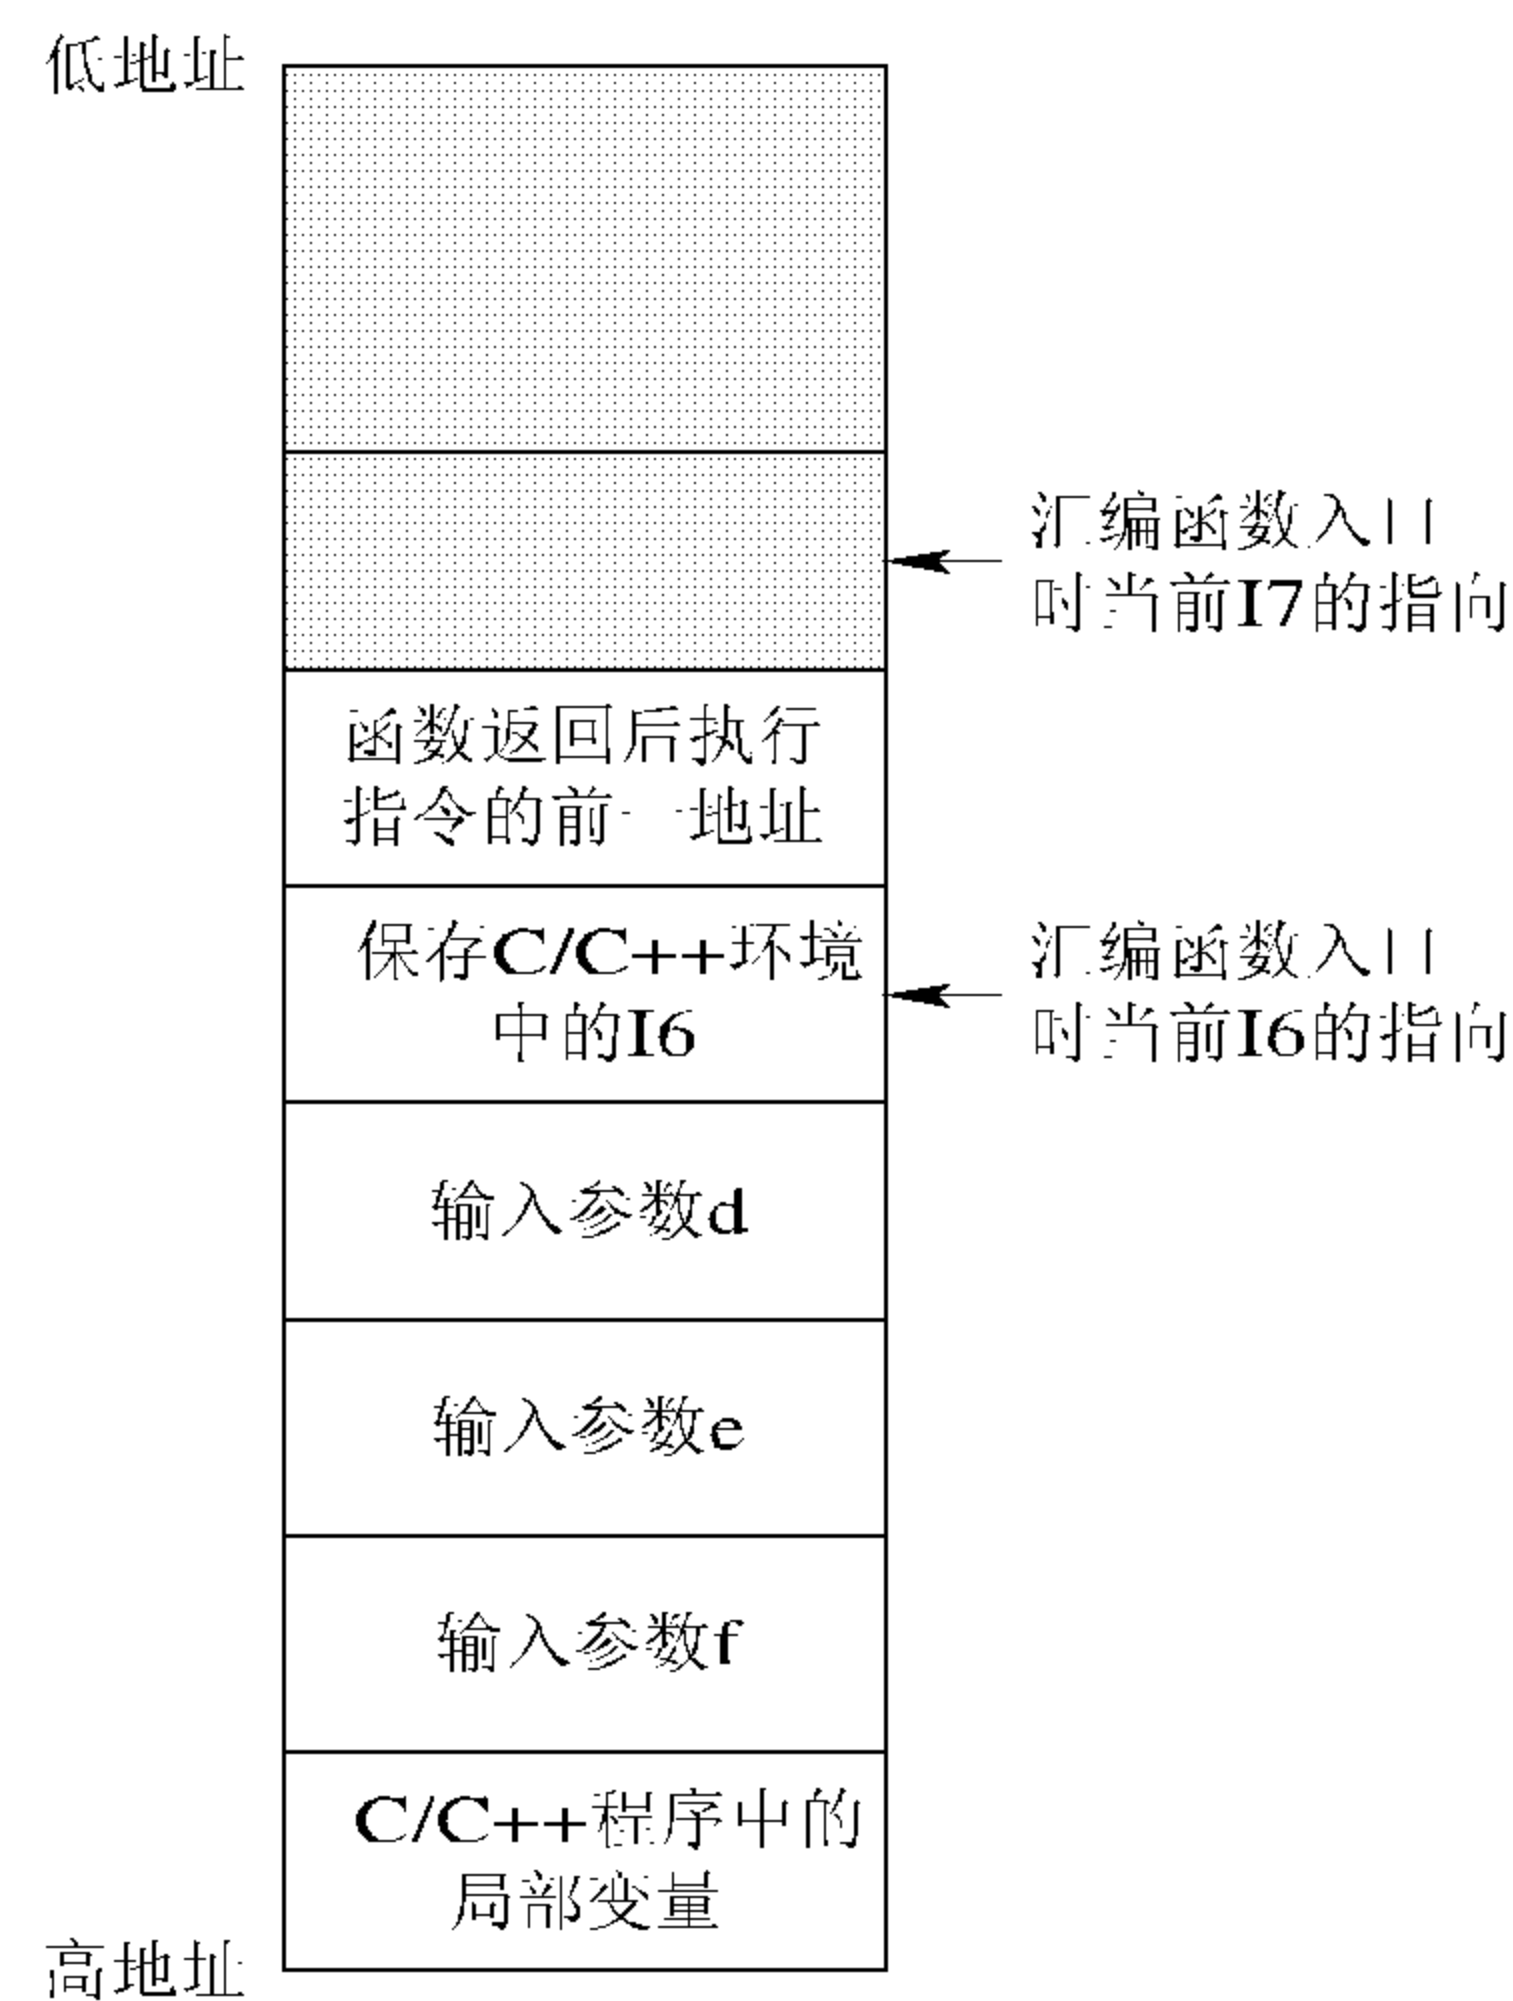 低地址
汇编函数入口
时当前I7的指向
函数返回后执行
指令的前一地址
保存C/C++环境
中的I6
汇编函数入口
时当前I6的指向
输入参数d
输入参数e
输入参数f
C/C++程序中的
局部变量
高地址